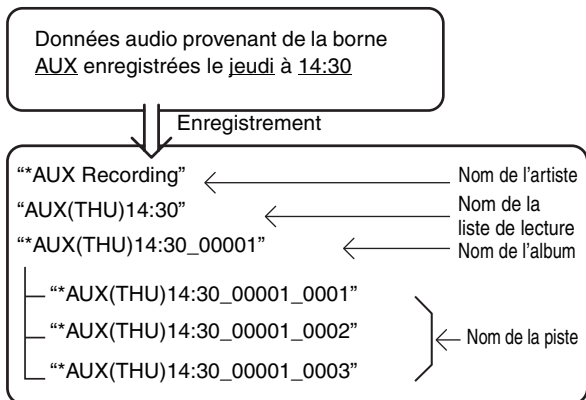 Données audio provenant de la borne
AUX enregistrées le jeudi à 14:30
Enregistrement
“*AUX Recording”
Nom de l’artiste
“AUX(THU)14:30”
Nom de la
liste de lecture
“*AUX(THU)14:30_00001”
Nom de l’album
“*AUX(THU)14:30_00001_0001”
“*AUX(THU)14:30_00001_0002”
Nom de la piste
“*AUX(THU)14:30_00001_0003”